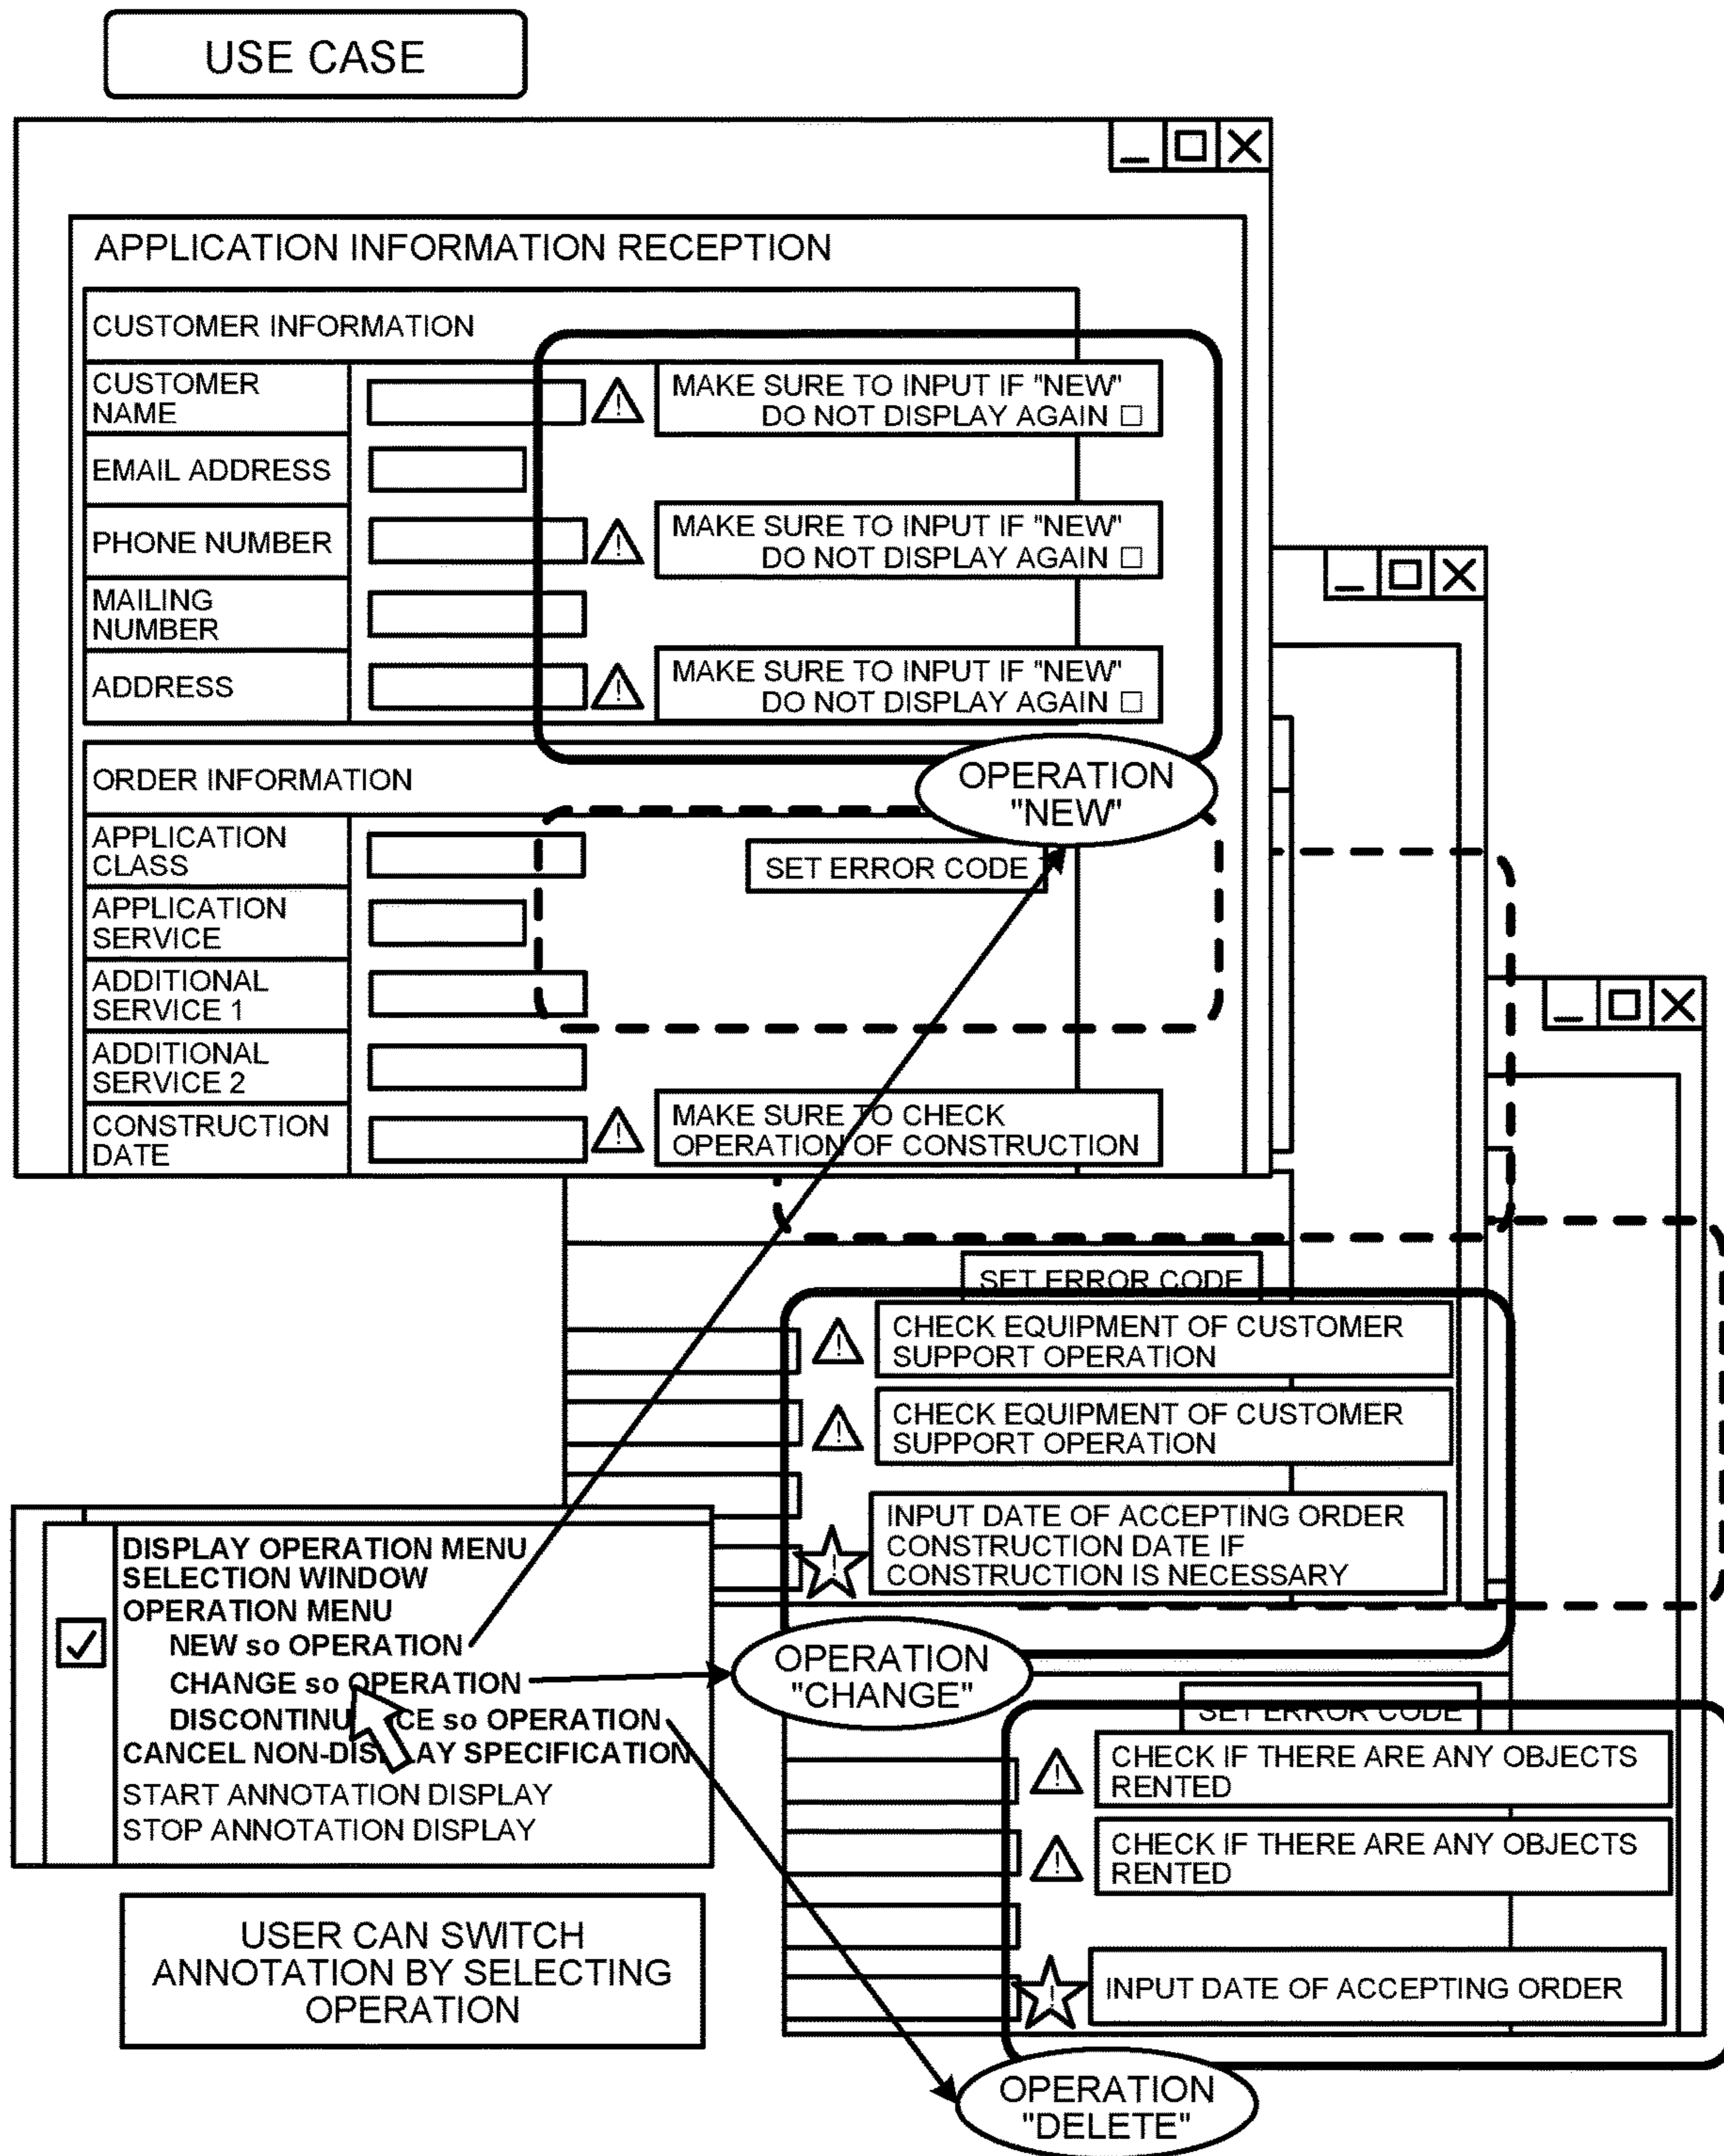 USE CASE
APPLICATION INFORMATION RECEPTION
CUSTOMER INFORMATION
CUSTOMER
NAME
MAKE SURE TO INPUT IF "NEW"
DO NOT DISPLAY AGAIN
EMAIL ADDRESS
PHONE NUMBER
MAKE SURE TO INPUT IF "NEW"
DO NOT DISPLAY AGAIN
MAILING
NUMBER
ADDRESS
MAKE SURE TO INPUT IF "NEW"
DO NOT DISPLAY AGAIN
ORDER INFORMATION
OPERATION
"NEW"
APPLICATION
CLASS
SET ERROR CODE
APPLICATION
SERVICE
ADDITIONAL
SERVICE 1
ADDITIONAL
SERVICE 2
CONSTRUCTION
DATE
MAKE SURE TO CHECK
OPERATION OF CONSTRUCTION
SET ERROR CODE
CHECK EQUIPMENT OF CUSTOMER
SUPPORT OPERATION
CHECK EQUIPMENT OF CUSTOMER
SUPPORT OPERATION
INPUT DATE OF ACCEPTING ORDER
CONSTRUCTION DATE IF
CONSTRUCTION IS NECESSARY
OPERATION
"CHANGE"
DISPLAY OPERATION MENU
SELECTION WINDOW
OPERATION MENU
NEW so OPERATION
CHANGE so OPERATION
so OPERATION
CANCEL SPECIFICATION
START ANNOTATION DISPLAY
STOP ANNOTATION DISPLAY
SET ERROR CODE
CHECK IF THERE ARE ANY OBJECTS
RENTED
CHECK IF THERE ARE ANY OBJECTS
RENTED
INPUT DATE OF ACCEPTING ORDER
USER CAN SWITCH
ANNOTATION BY SELECTING
OPERATION
OPERATION
"DELETE"